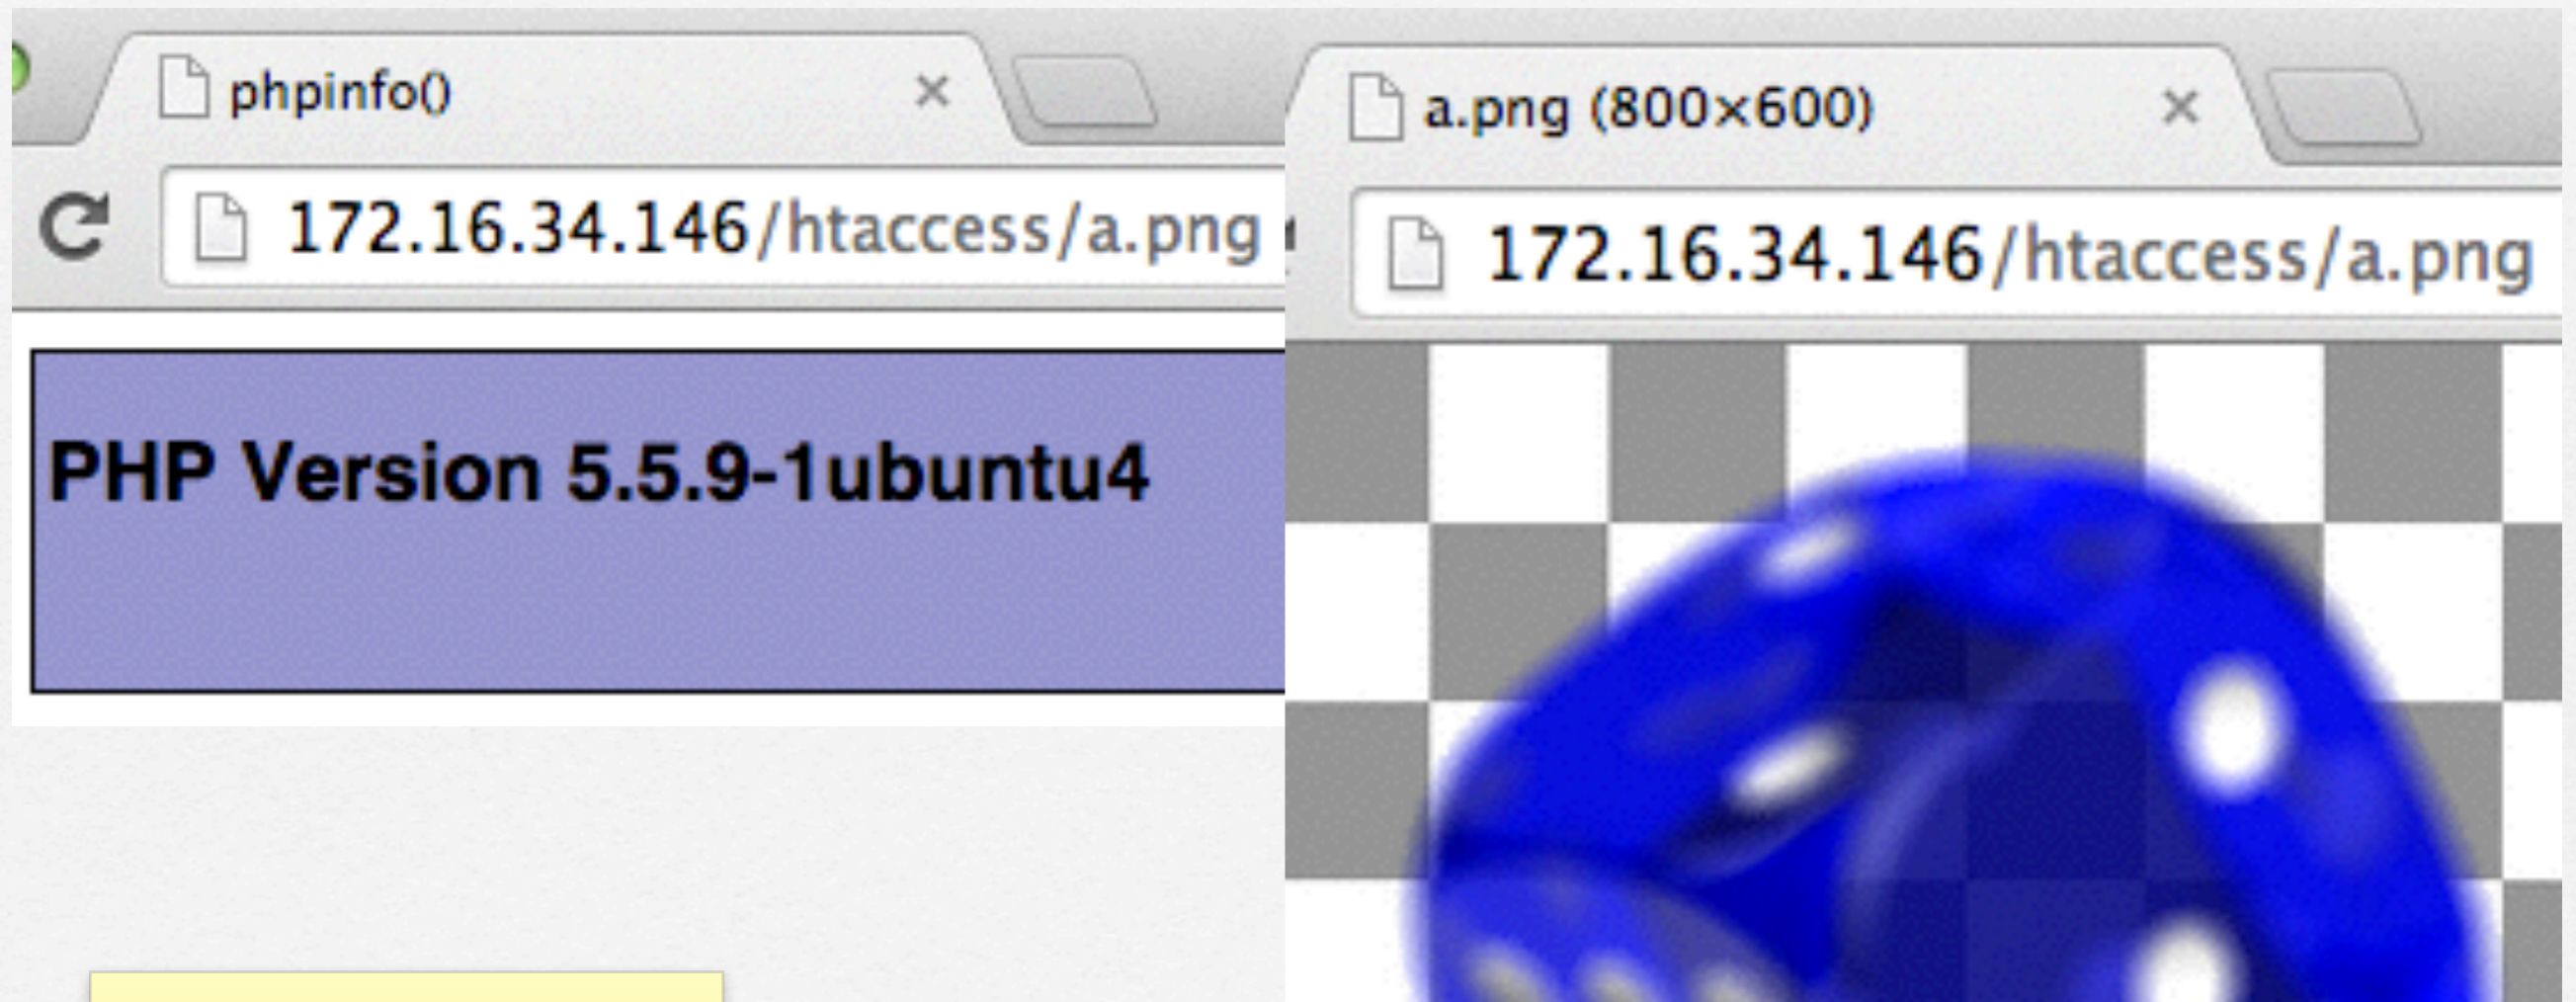 phpinfo()
172.16.34.146/htaccess/a.png
PHP Version 5.5.9-1ubuntu4
a.png (800×600)
172.16.34.146/htaccess/a.png